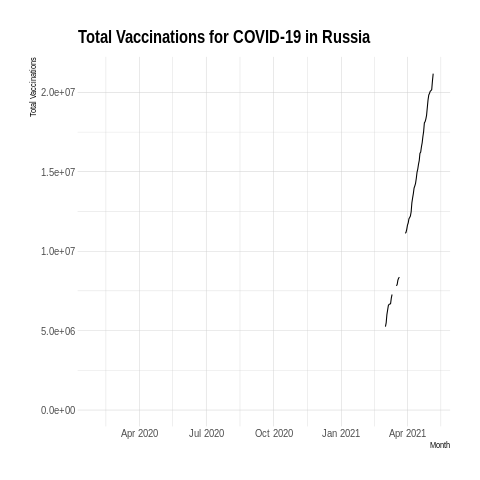 Total Vaccinations for COVID-19 in Russia
Total Vaccinations
2.0e+07
1.5e+07
1.0e+07
5.0e+06
0.0e+00
Apr 2020 Jul 2020 Oct 2020 Jan 2021 Apr 2021
Month